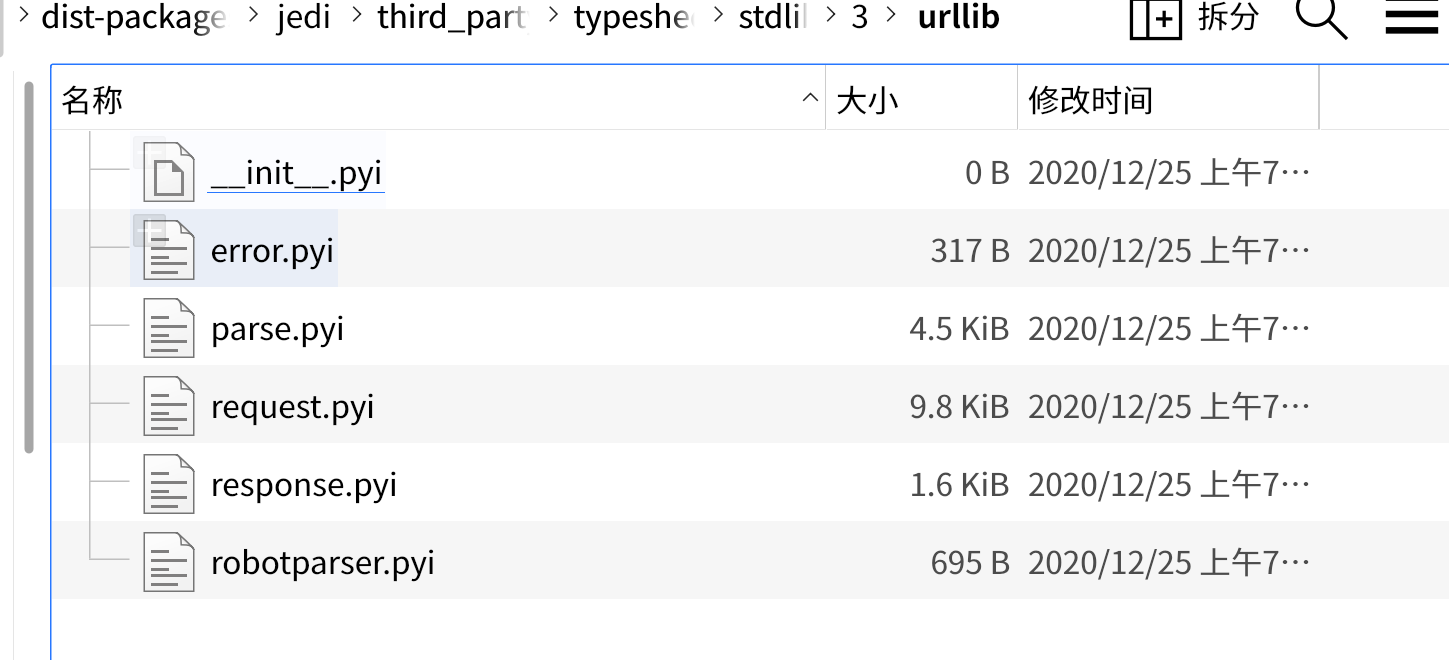 > dist-package > jedi > third_part > typeshe > stdli > 3 > urllib 拆分
名称 大小 修改时间
__init__.pyi 0 B 2020/12/25 上午7⋯
error.pyi 317 B 2020/12/25 上午7⋯
parse.pyi 4.5 KiB 2020/12/25 上午7⋯
request.pyi 9.8 KiB 2020/12/25 上午7⋯
response.pyi 1.6 KiB 2020/12/25 上午7⋯
robotparser.pyi 695 B 2020/12/25 上午7⋯